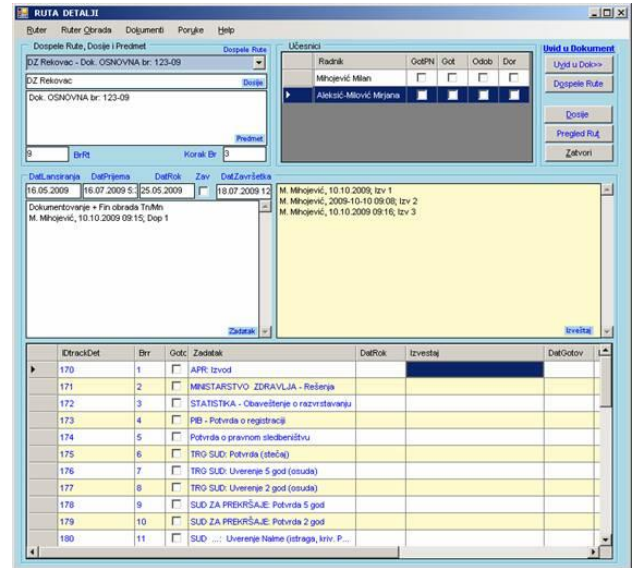 RUTA DETALJI
Ruter Ruter Obrada Dokumenti Poruke Help
Dospele Rute, Dosije i Predmet Dospele Rute
DZ Rekovac - Dok. OSNOVNA br: 123-09
DZ Rekovac Dosije
Dok. OSNOVNA br: 123-09
Predmet
9 BrRt Korak Br 3
Učesnici
Radnik GotPN Got Odob Dor
Mihojević Milan
Aleksić-Milović Mirjana
Uvid u Dokument
Uvid u Dok>>
Dospele Rute
Dosije
Pregled Rut
Zatvori
DatLansiranja DatPrijema DatRok Zav DatZavršetka
16.05.2009 16.07.2009 5:3 25.05.2009 18.07.2009 12
Dokumentovanje + Fin obrada Tn/Mn
M. Mihojević, 10.10.2009 09:15; Dop 1
Zadatak
M. Mihojević, 10.10.2009; Izv 1
M. Mihojević, 2009-10-10 09:08; Izv 2
M. Mihojević, 10.10.2009 09:16; Izv 3
Izveštaj
IDtrackDet Brr Gotc Zadatak DatRok Izvestaj DatGotov
170 1 APR: Izvod
171 2 MINISTARSTVO ZDRAVLJA - Rešenja
172 3 STATISTIKA - Obaveštenje o razvrstavanju
173 4 PIB - Potvrda o registraciji
174 5 Potvrda o pravnom sledbeništvu
175 6 TRG SUD: Potvrda (stečaj)
176 7 TRG SUD: Uverenje 5 god (osuda)
177 8 TRG SUD: Uverenje 2 god (osuda)
178 9 SUD ZA PREKRŠAJE: Potvrda 5 god
179 10 SUD ZA PREKRŠAJE: Potvrda 2 god
180 11 SUD ...: Uverenje NaIme (istraga, kriv. P...